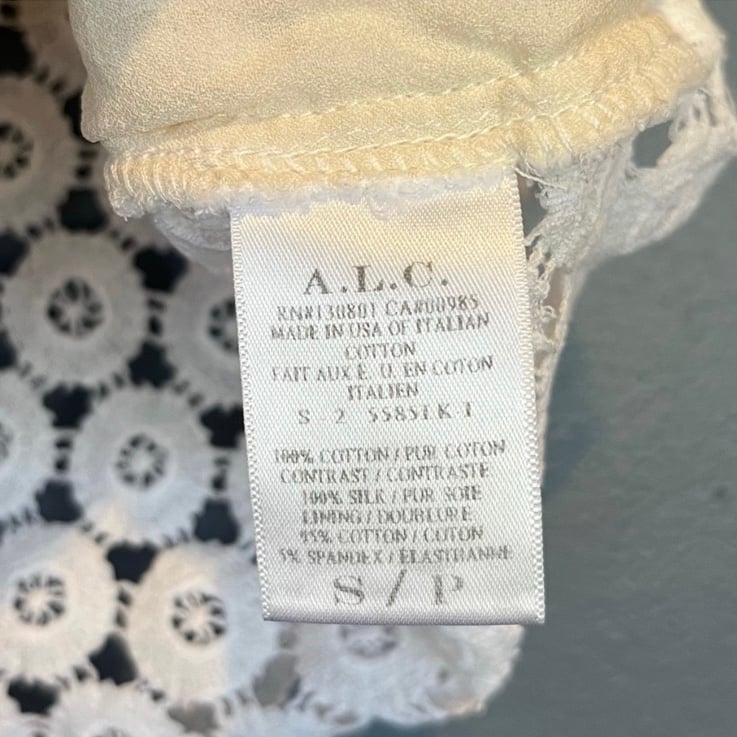 A.L.C.
RN#130801 CA#00985
MADE IN USA OF ITALIAN
COTTON
FAIT AUX E. U. EN COTON
ITALIEN
S 2
100% COTTON / PUR COTON
CONTRAST / CONTRASTE
100% SILK / PUR SOIE
LINING / DOUBLURE
95% COTTON / COTON
5% SPANDEX / ELASTHANNE
S / P